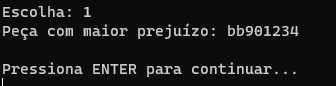 Escolha: 1
Peça com maior prejuízo: bb901234
Pressiona ENTER para continuar...